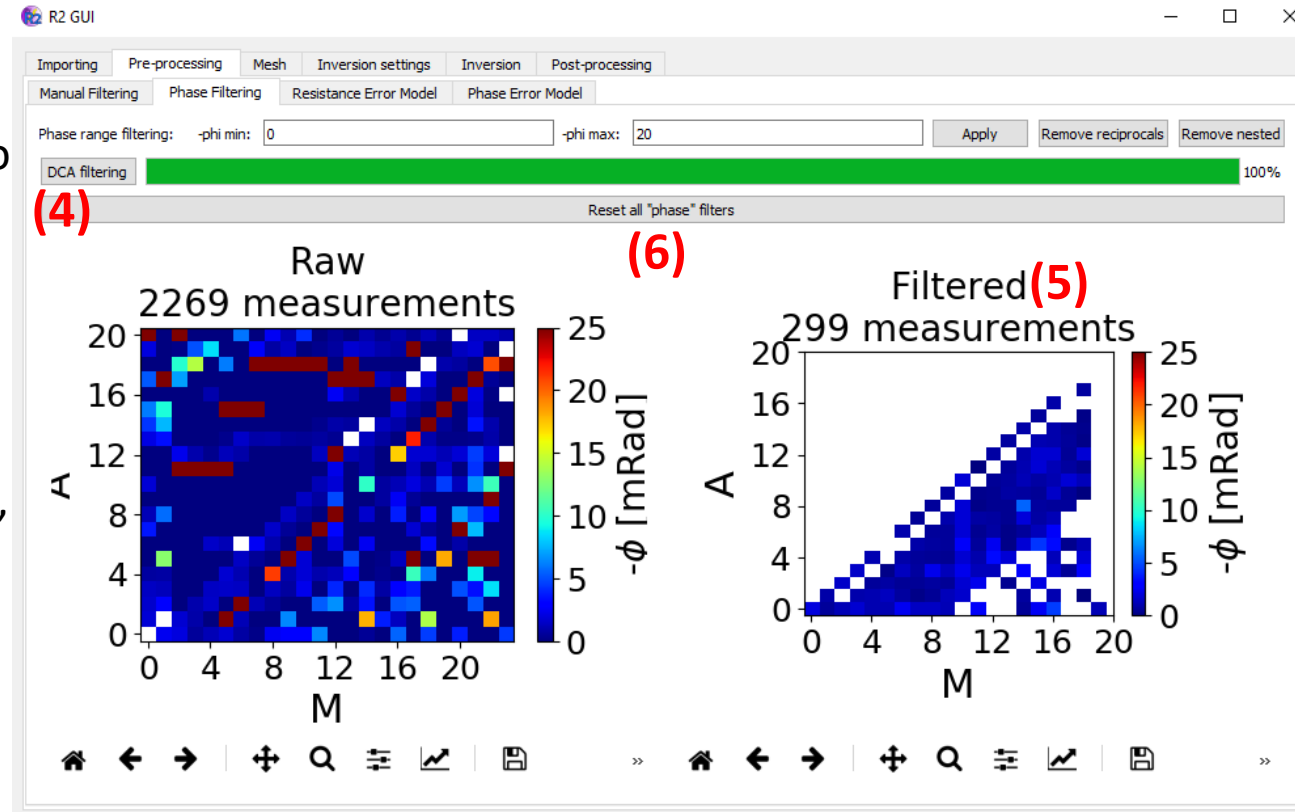 R2 GUI
Importing Pre-processing Mesh Inversion settings Inversion Post-processing
Manual Filtering Phase Filtering Resistance Error Model Phase Error Model
Phase range filtering: -phi min: 0 -phi max: 20 Apply Remove reciprocals Remove nested
DCA filtering 100%
(4) Reset all "phase" filters
(6)
Raw
2269 measurements
Filtered (5)
299 measurements
20
16
12
8
4
0
A
0 4 8 12 16 20
M
25
20
15
10
5
0
-ϕ [mRad]
20
16
12
8
4
0
A
0 4 8 12 16 20
M
25
20
15
10
5
0
-ϕ [mRad]
»
»